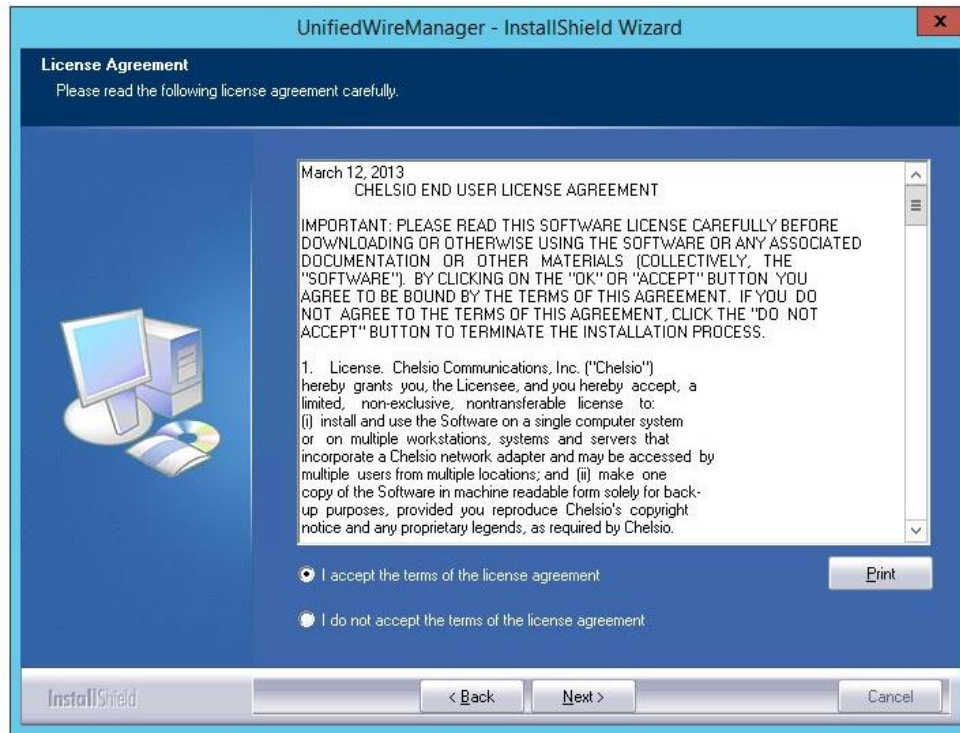 UnifiedWireManager - InstallShield Wizard
x
License Agreement
Please read the following license agreement carefully.
March 12, 2013
CHELSIO END USER LICENSE AGREEMENT
IMPORTANT: PLEASE READ THIS SOFTWARE LICENSE CAREFULLY BEFORE
DOWNLOADING OR OTHERWISE USING THE SOFTWARE OR ANY ASSOCIATED
DOCUMENTATION OR OTHER MATERIALS (COLLECTIVELY, THE
"SOFTWARE"). BY CLICKING ON THE "OK" OR "ACCEPT" BUTTON YOU
AGREE TO BE BOUND BY THE TERMS OF THIS AGREEMENT. IF YOU DO
NOT AGREE TO THE TERMS OF THIS AGREEMENT, CLICK THE "DO NOT
ACCEPT" BUTTON TO TERMINATE THE INSTALLATION PROCESS.
1. License. Chelsio Communications, Inc. ("Chelsio")
hereby grants you, the Licensee, and you hereby accept, a
limited, non-exclusive, nontransferable license to:
(i) install and use the Software on a single computer system
or on multiple workstations, systems and servers that
incorporate a Chelsio network adapter and may be accessed by
multiple users from multiple locations; and (ii) make one
copy of the Software in machine readable form solely for back-
up purposes, provided you reproduce Chelsio's copyright
notice and any proprietary legends, as required by Chelsio.
I accept the terms of the license agreement
Print
I do not accept the terms of the license agreement
InstallShield
< Back
Next >
Cancel